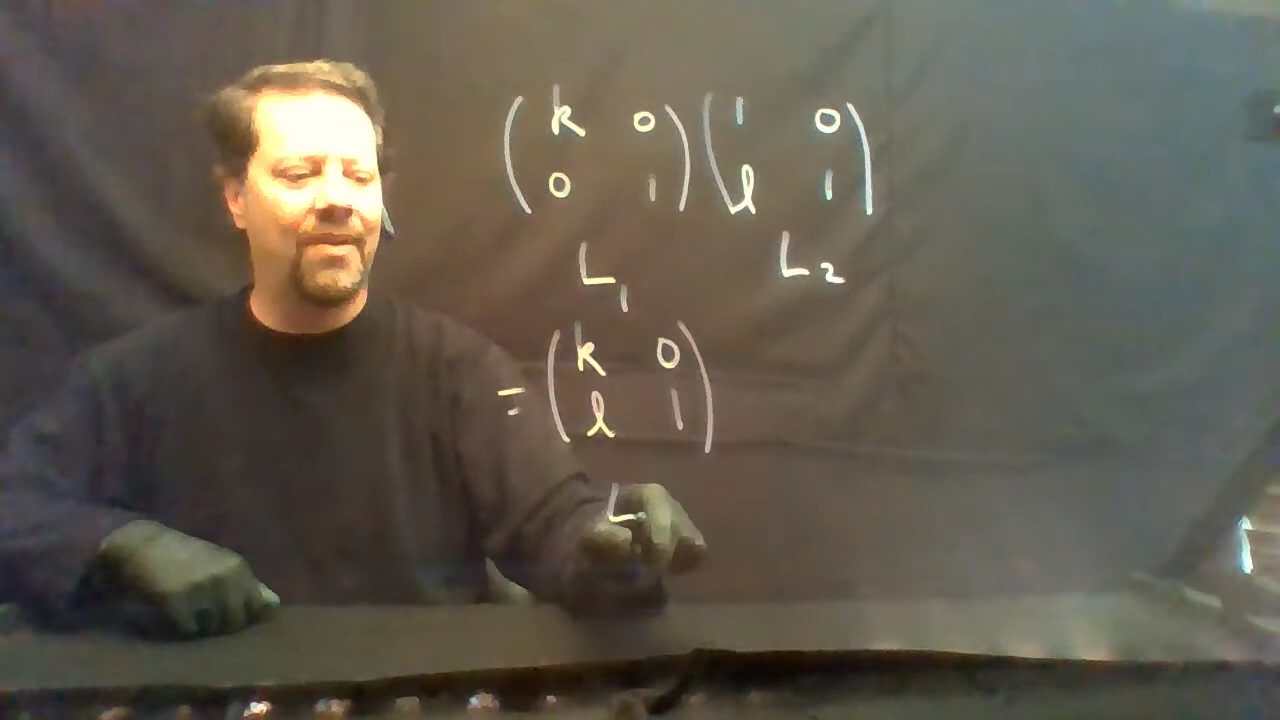 ( k 0 ) ( 1 0 )
( 0 1 ) ( l 1 )
L₁ L₂
= ( k 0 )
( l 1 )
L